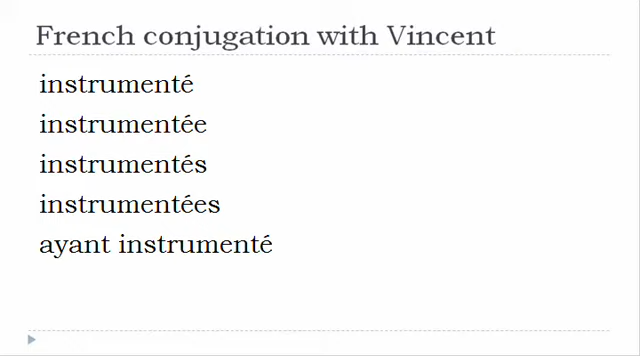 French conjugation with Vincent
instrumenté
instrumentée
instrumentés
instrumentées
ayant instrumenté